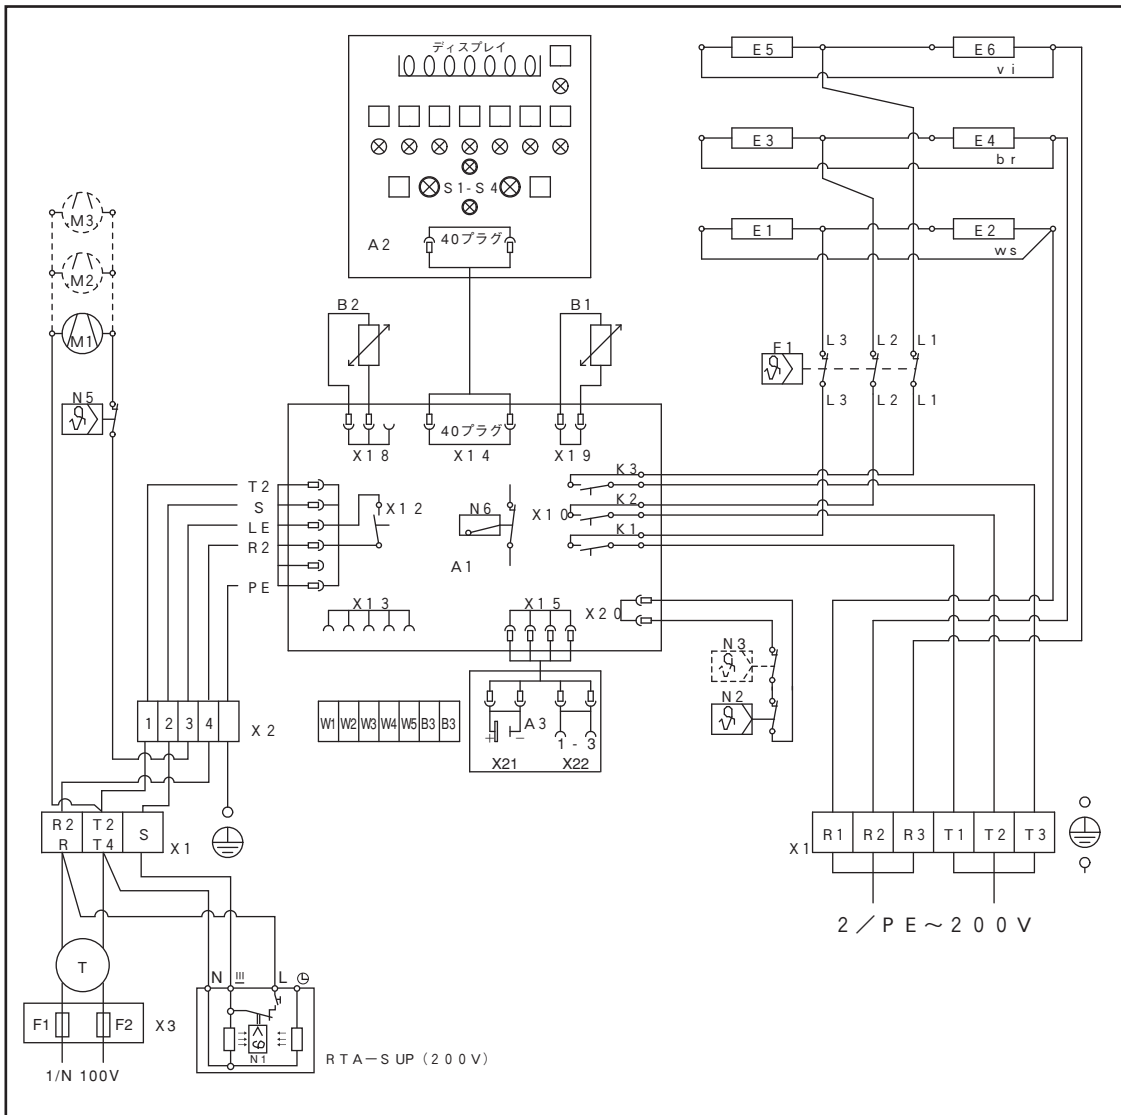 ディスプレイ
S1-S4
A2
40プラグ
E5
E6
vi
E3
E4
br
E1
E2
ws
M3
M2
M1
N5
B2
B1
F1
L3
L2
L1
L3
L2
L1
40プラグ
X18
X14
X19
T2
S
LE
R2
PE
X12
N6
X10
K3
K2
K1
A1
X13
X15
X20
N3
N2
1
2
3
4
X2
W1
W2
W3
W4
W5
B3
B3
A3
+
-
1-3
X21
X22
R2
R
T2
T4
S
X1
X1
R1
R2
R3
T1
T2
T3
2/PE~200V
T
N
L
F1
F2
X3
N1
RTA-SUP(200V)
1/N 100V